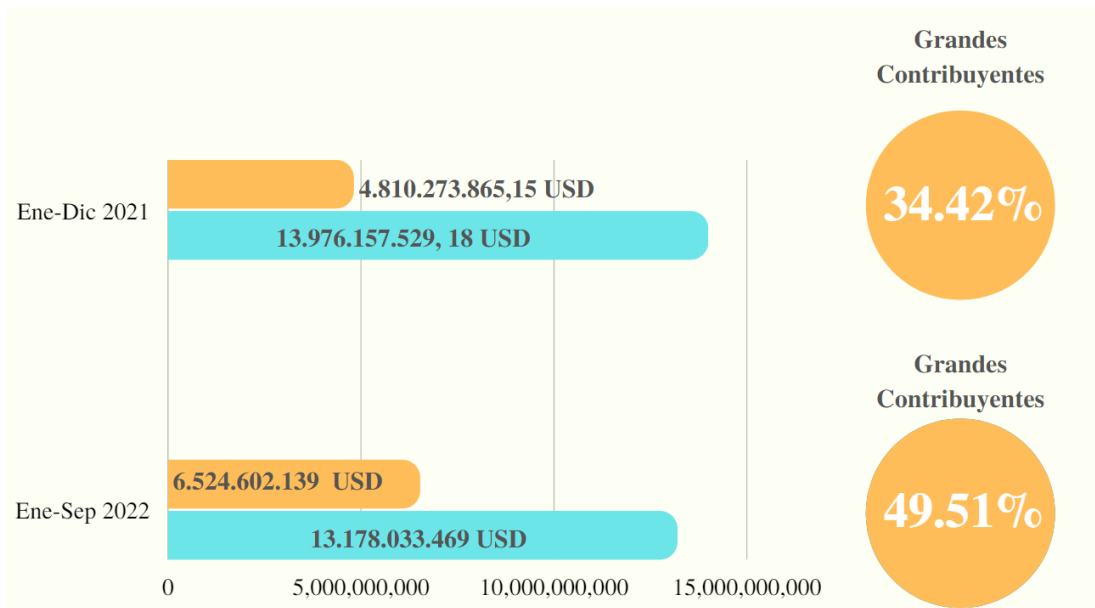 Grandes
Contribuyentes
34.42%
Ene-Dic 2021
4.810.273.865,15 USD
13.976.157.529, 18 USD
Grandes
Contribuyentes
49.51%
Ene-Sep 2022
6.524.602.139 USD
13.178.033.469 USD
0
5,000,000,000
10,000,000,000
15,000,000,000